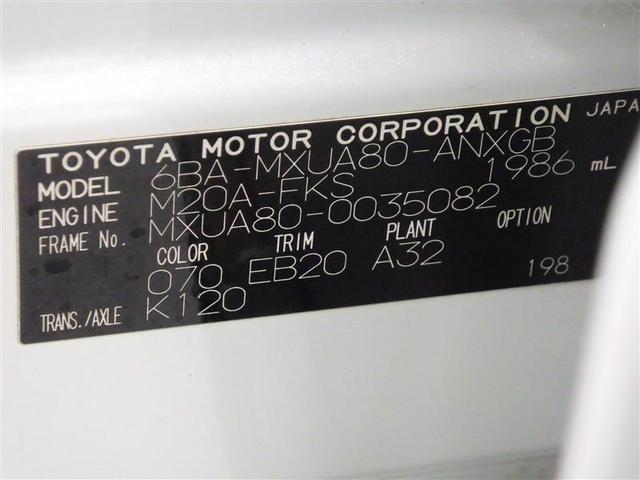 TOYOTA MOTOR CORPORATION JAPA
MODEL 6BA-MXUA80-ANXGB
ENGINE M20A-FKS 1986 mL
FRAME No. MXUA80-0035082
COLOR TRIM PLANT OPTION
070 EB20 A32 198
TRANS./AXLE K120